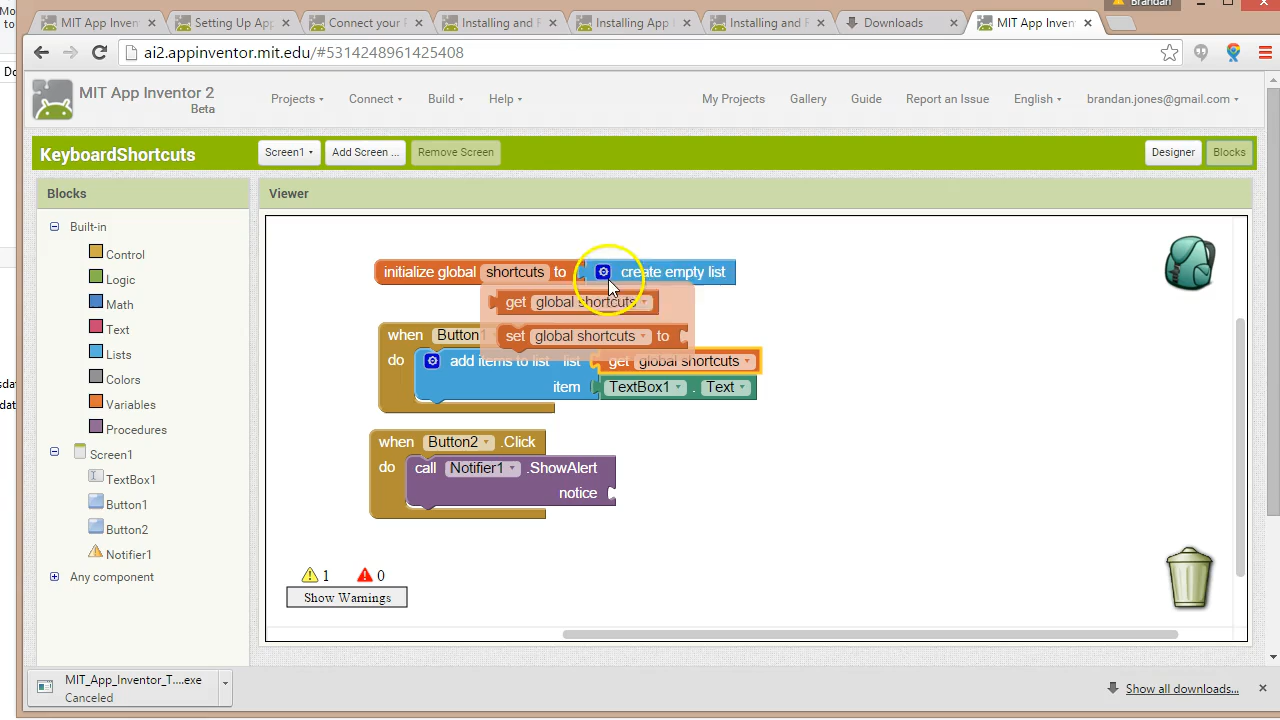 Brandan
MIT App Inven
Setting Up App
Connect your
Installing and
Installing App I
Installing and
Downloads
MIT App Invent
ai2.appinventor.mit.edu/#5314248961425408
MIT App Inventor 2
Beta
Projects
Connect
Build
Help
My Projects
Gallery
Guide
Report an Issue
English
brandan.jones@gmail.com
KeyboardShortcuts
Screen1
Add Screen ...
Remove Screen
Designer
Blocks
Blocks
Viewer
Built-in
Control
Logic
Math
Text
Lists
Colors
Variables
Procedures
Screen1
TextBox1
Button1
Button2
Notifier1
Any component
initialize global shortcuts to create empty list
get global shortcuts
set global shortcuts to
when Button1
do add items to list list get global shortcuts
item TextBox1 . Text
when Button2 .Click
do call Notifier1 .ShowAlert
notice
1 0
Show Warnings
MIT_App_Inventor_T....exe
Canceled
Show all downloads...